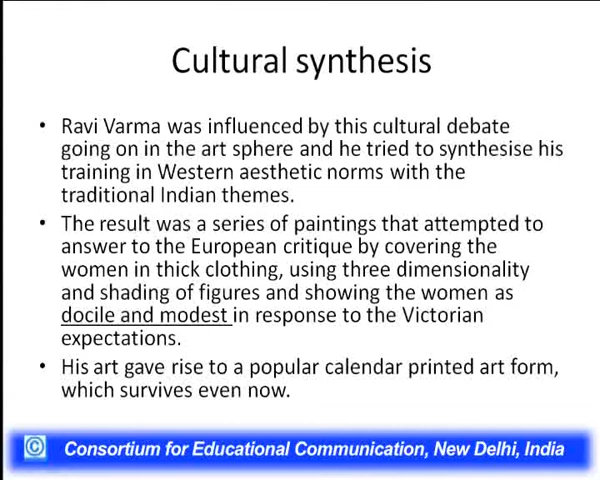 Cultural synthesis
• Ravi Varma was influenced by this cultural debate
going on in the art sphere and he tried to synthesise his
training in Western aesthetic norms with the
traditional Indian themes.
• The result was a series of paintings that attempted to
answer to the European critique by covering the
women in thick clothing, using three dimensionality
and shading of figures and showing the women as
docile and modest in response to the Victorian
expectations.
• His art gave rise to a popular calendar printed art form,
which survives even now.
© Consortium for Educational Communication, New Delhi, India